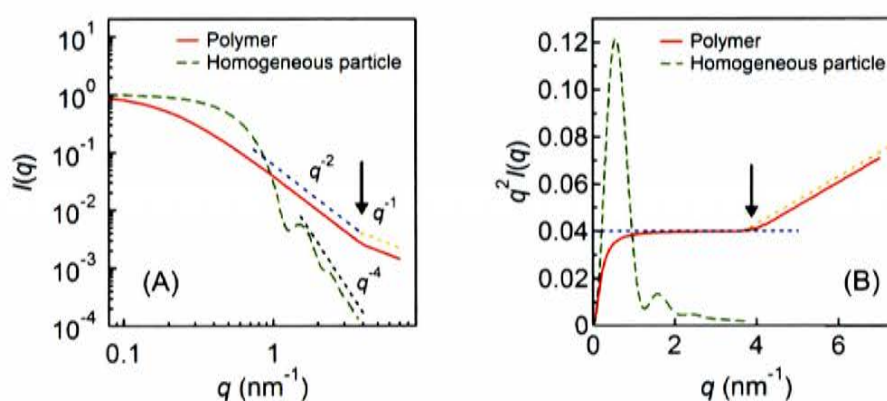 Polymer
Homogeneous particle
I(q)
10¹
10⁰
10⁻¹
10⁻²
10⁻³
10⁻⁴
q⁻²
q⁻¹
q⁻⁴
(A)
0.1
1
q (nm⁻¹)
Polymer
Homogeneous particle
q² I(q)
0.12
0.10
0.08
0.06
0.04
0.02
0
(B)
0
2
4
6
q (nm⁻¹)